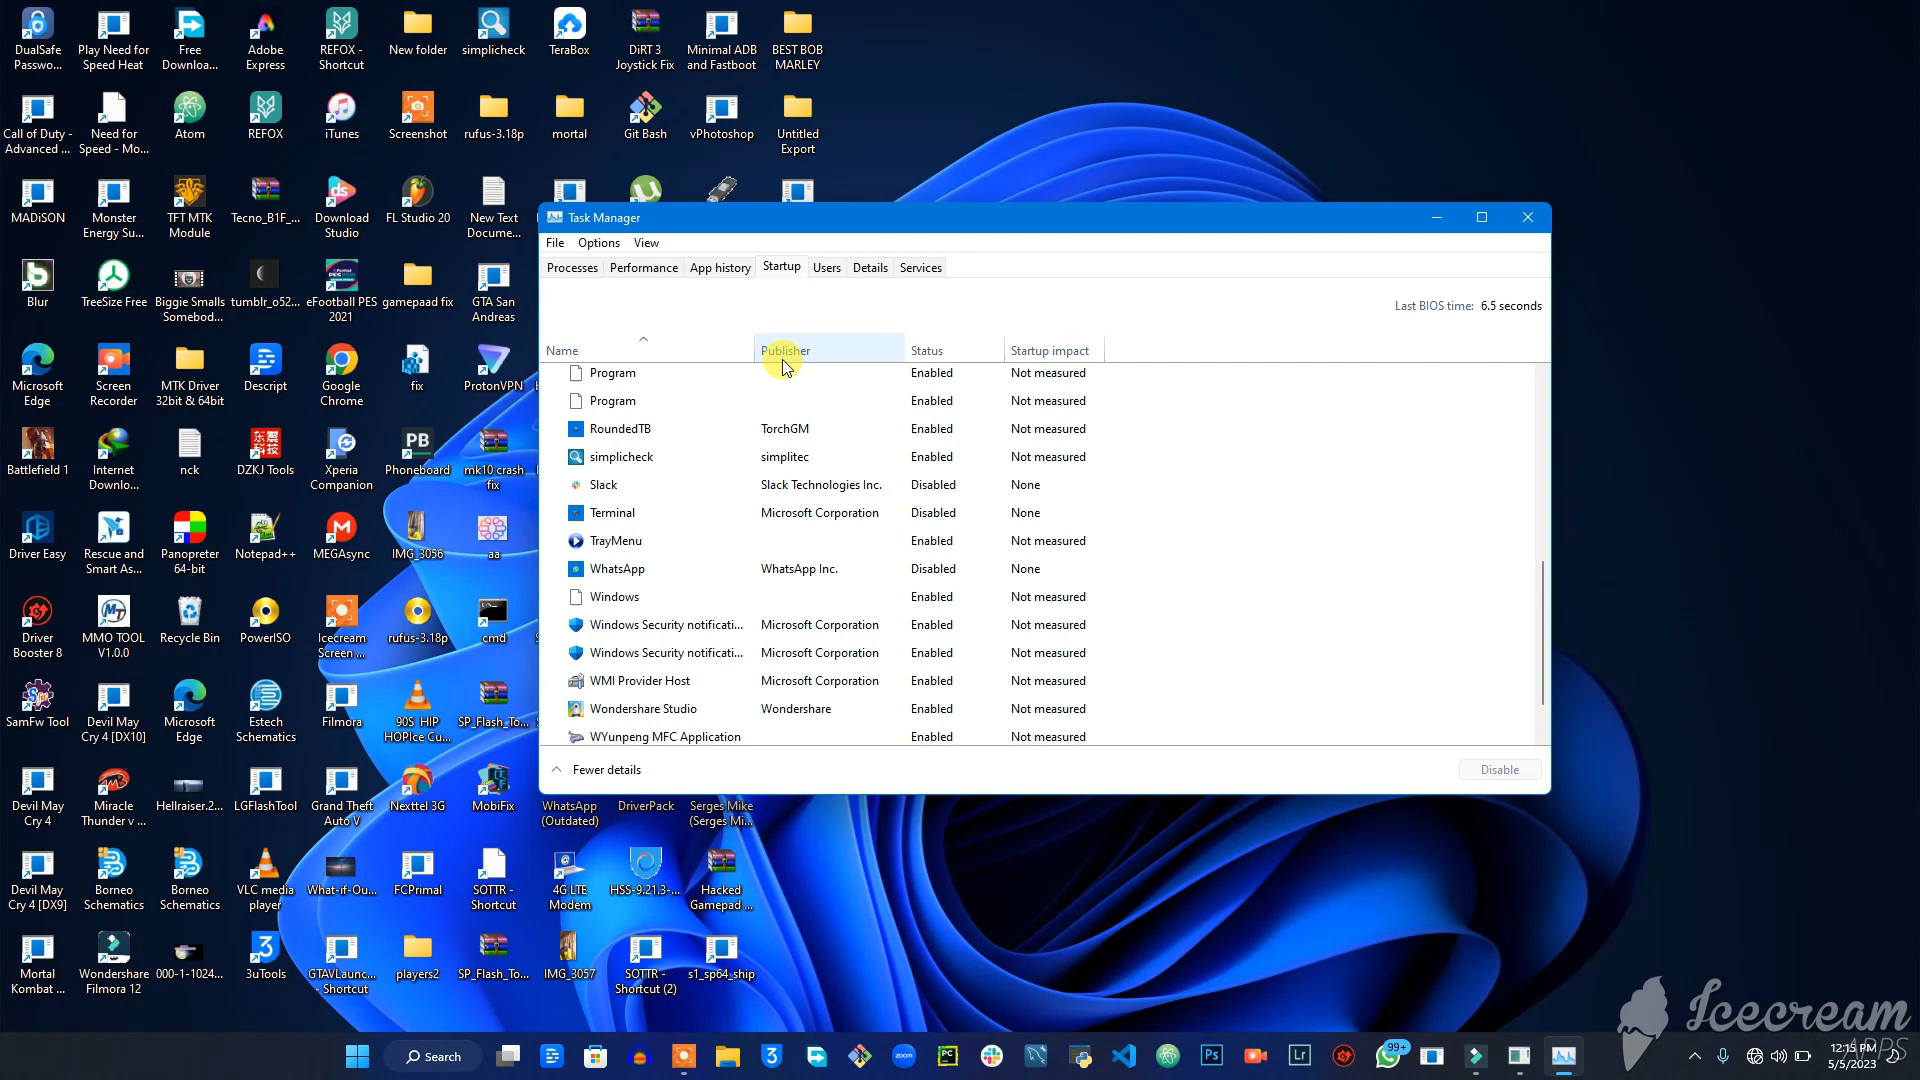 DualSafe
Passwo...
Play Need for
Speed Heat
Free
Downloa...
Adobe
Express
REFOX -
Shortcut
New folder
simplicheck
TeraBox
DiRT 3
Joystick Fix
Minimal ADB
and Fastboot
BEST BOB
MARLEY
Call of Duty -
Advanced ...
Need for
Speed - Mo...
Atom
REFOX
iTunes
Screenshot
rufus-3.18p
mortal
Git Bash
vPhotoshop
Untitled
Export
MADiSON
Monster
Energy Su...
TFT MTK
Module
Tecno_B1F_...
Download
Studio
FL Studio 20
New Text
Docume...
Blur
TreeSize Free
Biggie Smalls
Somebod...
tumblr_o52...
eFootball PES
2021
gamepaad fix
GTA San
Andreas
Microsoft
Edge
Screen
Recorder
MTK Driver
32bit & 64bit
Descript
Google
Chrome
fix
ProtonVPN
Battlefield 1
Internet
Downlo...
nck
DZKJ Tools
Xperia
Companion
Phoneboard
mk10 crash
fix
Driver Easy
Rescue and
Smart As...
Panopreter
64-bit
Notepad++
MEGAsync
IMG_3056
aa
Driver
Booster 8
MMO TOOL
V1.0.0
Recycle Bin
PowerISO
Icecream
Screen ...
rufus-3.18p
cmd
SamFw Tool
Devil May
Cry 4 [DX10]
Microsoft
Edge
Estech
Schematics
Filmora
90S HIP
HOPIce Cu...
SP_Flash_To...
Devil May
Cry 4
Miracle
Thunder v ...
Hellraiser.2...
LGFlashTool
Grand Theft
Auto V
Nexttel 3G
MobiFix
WhatsApp
(Outdated)
DriverPack
Serges Mike
(Serges Mi...
Devil May
Cry 4 [DX9]
Borneo
Schematics
Borneo
Schematics
VLC media
player
What-if-Ou...
FCPrimal
SOTTR -
Shortcut
4G LTE
Modem
HSS-9.21.3-...
Hacked
Gamepad ...
Mortal
Kombat ...
Wondershare
Filmora 12
000-1-1024...
3uTools
GTAVLaunc...
- Shortcut
players2
SP_Flash_To...
IMG_3057
SOTTR -
Shortcut (2)
s1_sp64_ship
Task Manager
File Options View
Processes Performance App history Startup Users Details Services
Last BIOS time: 6.5 seconds
Name Publisher Status Startup impact
Program Enabled Not measured
Program Enabled Not measured
RoundedTB TorchGM Enabled Not measured
simplicheck simplitec Enabled Not measured
Slack Slack Technologies Inc. Disabled None
Terminal Microsoft Corporation Disabled None
TrayMenu Enabled Not measured
WhatsApp WhatsApp Inc. Disabled None
Windows Enabled Not measured
Windows Security notificati... Microsoft Corporation Enabled Not measured
Windows Security notificati... Microsoft Corporation Enabled Not measured
WMI Provider Host Microsoft Corporation Enabled Not measured
Wondershare Studio Wondershare Enabled Not measured
WYunpeng MFC Application Enabled Not measured
Fewer details Disable
Icecream
APPS
Search
zoom
99+
12:15 PM
5/5/2023